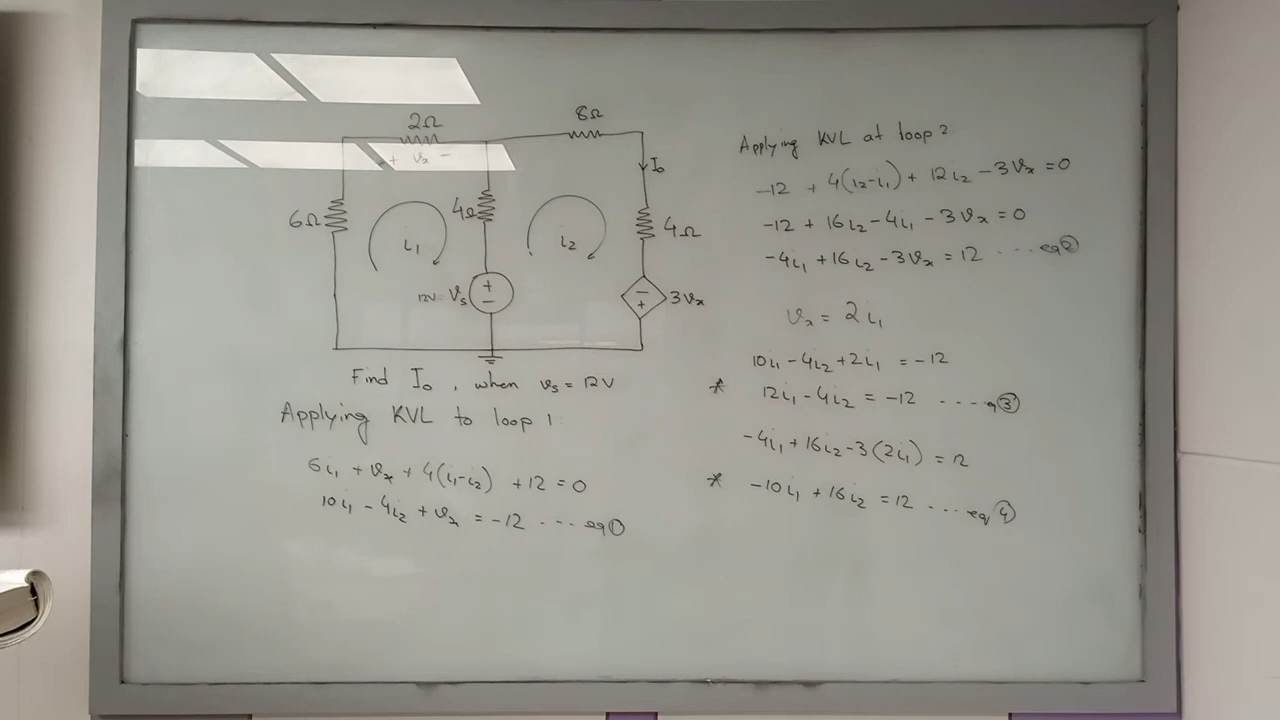 2Ω
8Ω
+ 𝑣x −
I₀
6Ω
4Ω
4Ω
i₁
i₂
12V = 𝑣s
+
−
−
+
3𝑣x
Find I₀ , when 𝑣s = 12V
Applying KVL to loop 1:
6i₁ + 𝑣x + 4(i₁-i₂) + 12 = 0
10i₁ - 4i₂ + 𝑣x = -12 ---- eq①
Applying KVL at loop 2
-12 + 4(i₂-i₁) + 12i₂ - 3𝑣x = 0
-12 + 16i₂ - 4i₁ - 3𝑣x = 0
-4i₁ + 16i₂ - 3𝑣x = 12 ---- eq②
𝑣x = 2i₁
10i₁ - 4i₂ + 2i₁ = -12
* 12i₁ - 4i₂ = -12 ---- eq③
-4i₁ + 16i₂ - 3(2i₁) = 12
* -10i₁ + 16i₂ = 12 ---- eq④